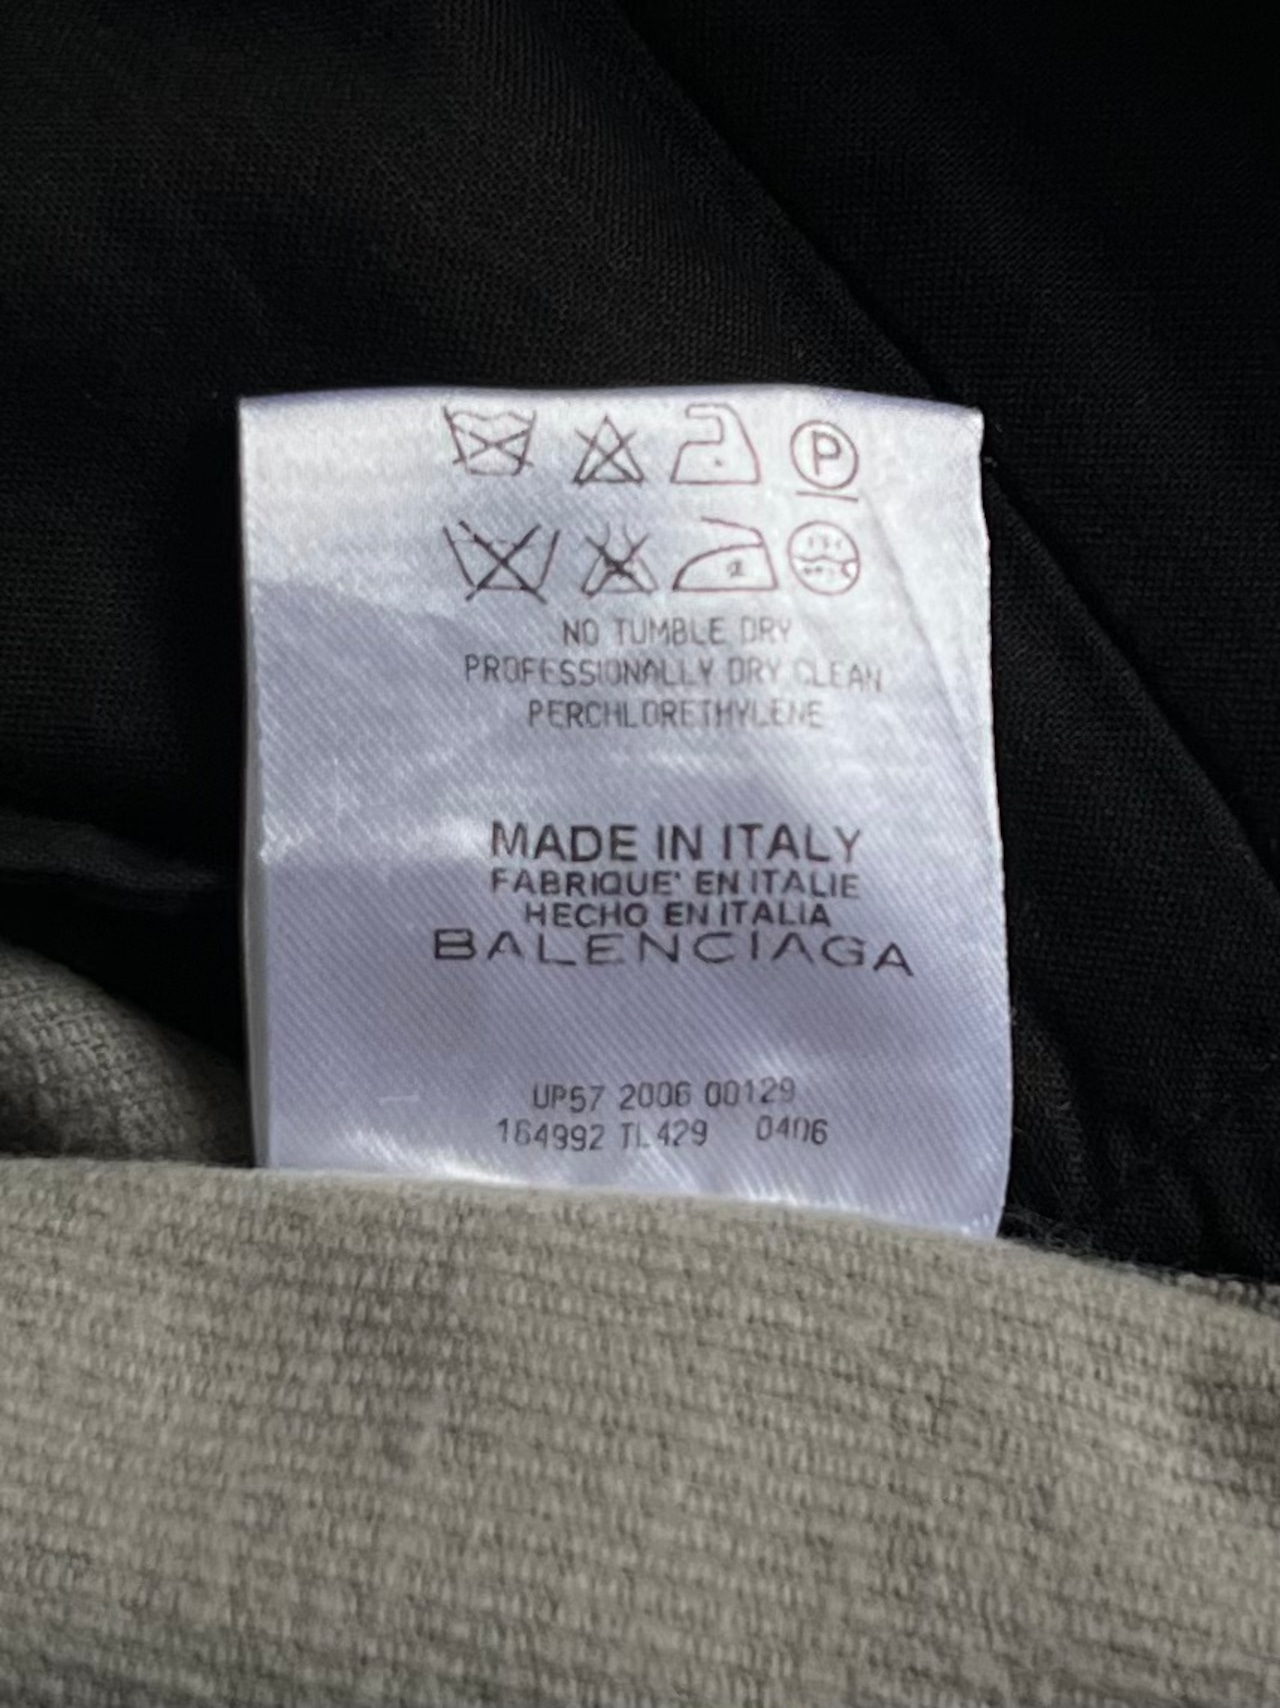 P
NO TUMBLE DRY
PROFESSIONALLY DRY CLEAN
PERCHLORETHYLENE
MADE IN ITALY
FABRIQUE' EN ITALIE
HECHO EN ITALIA
BALENCIAGA
UP57 2006 00129
164992 TL429 0406